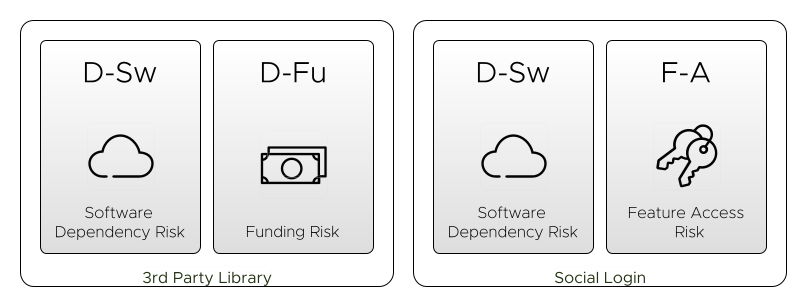 D-Sw
Software
Dependency Risk
D-Fu
Funding Risk
3rd Party Library
D-Sw
Software
Dependency Risk
F-A
Feature Access
Risk
Social Login